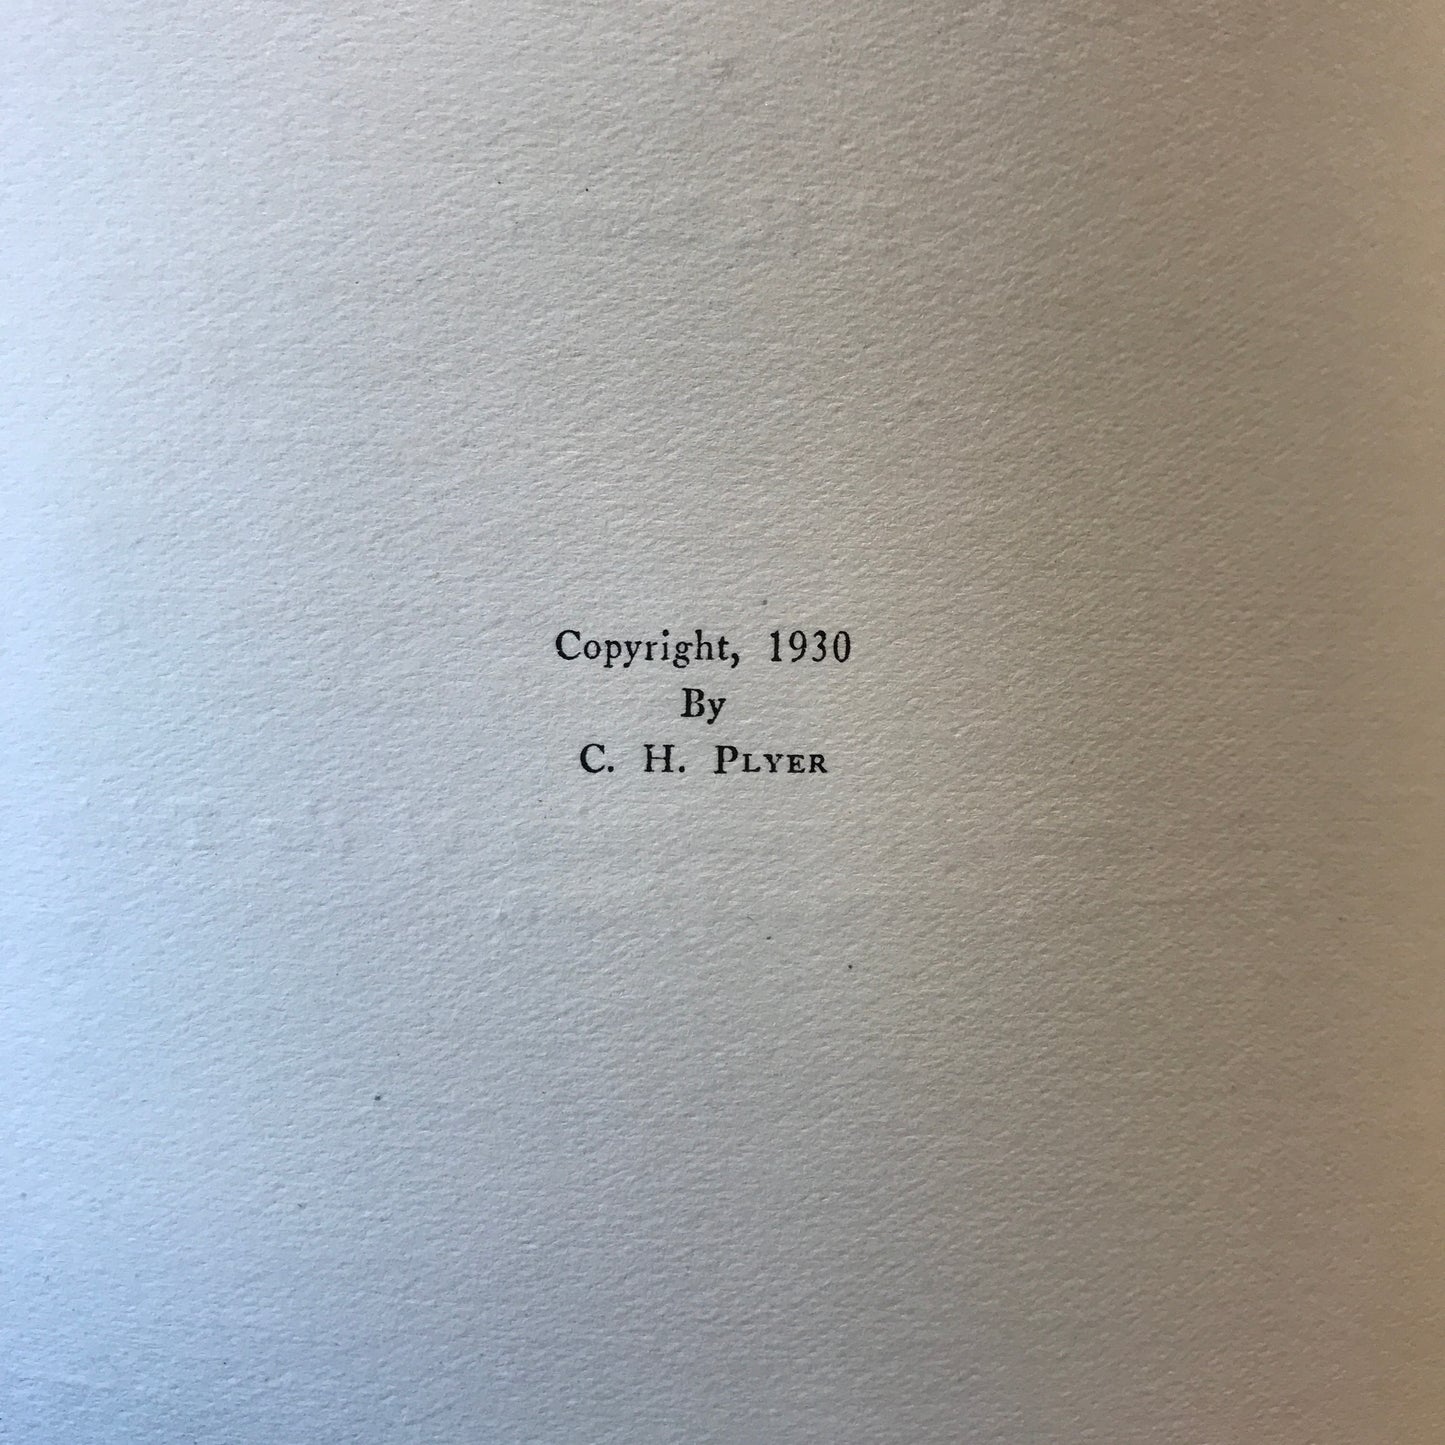 Copyright, 1930
By
C. H. PLYER